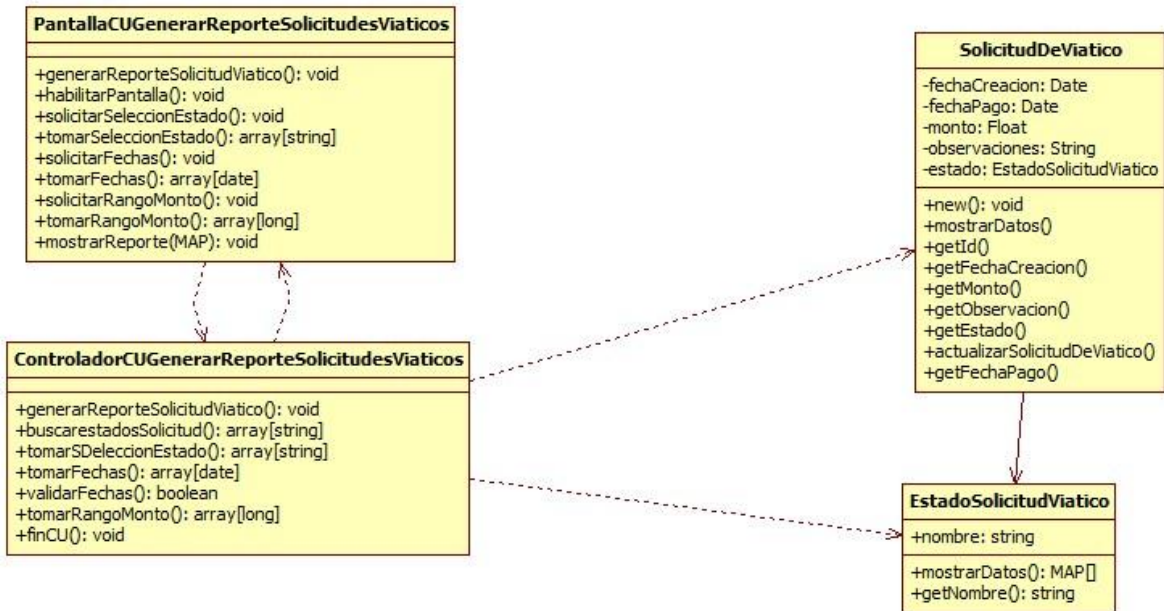 PantallaCUGenerarReporteSolicitudesViaticos
+generarReporteSolicitudViatico(): void
+habilitarPantalla(): void
+solicitarSeleccionEstado(): void
+tomarSeleccionEstado(): array[string]
+solicitarFechas(): void
+tomarFechas(): array[date]
+solicitarRangoMonto(): void
+tomarRangoMonto(): array[long]
+mostrarReporte(MAP): void
SolicitudDeViatico
-fechaCreacion: Date
-fechaPago: Date
-monto: Float
-observaciones: String
-estado: EstadoSolicitudViatico
+new(): void
+mostrarDatos()
+getId()
+getFechaCreacion()
+getMonto()
+getObservacion()
+getEstado()
+actualizarSolicitudDeViatico()
+getFechaPago()
ControladorCUGenerarReporteSolicitudesViaticos
+generarReporteSolicitudViatico(): void
+buscarestadosSolicitud(): array[string]
+tomarSDeleccionEstado(): array[string]
+tomarFechas(): array[date]
+validarFechas(): boolean
+tomarRangoMonto(): array[long]
+finCU(): void
EstadoSolicitudViatico
+nombre: string
+mostrarDatos(): MAP[]
+getNombre(): string